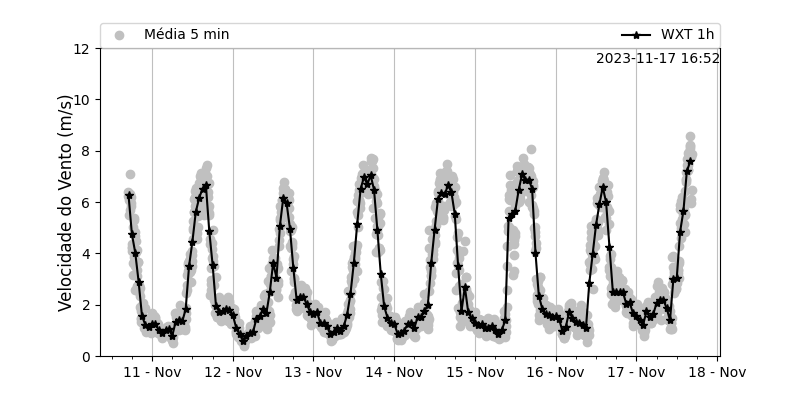 Média 5 min
WXT 1h
2023-11-17 16:52
Velocidade do Vento (m/s)
12
10
8
6
4
2
0
11 - Nov
12 - Nov
13 - Nov
14 - Nov
15 - Nov
16 - Nov
17 - Nov
18 - Nov